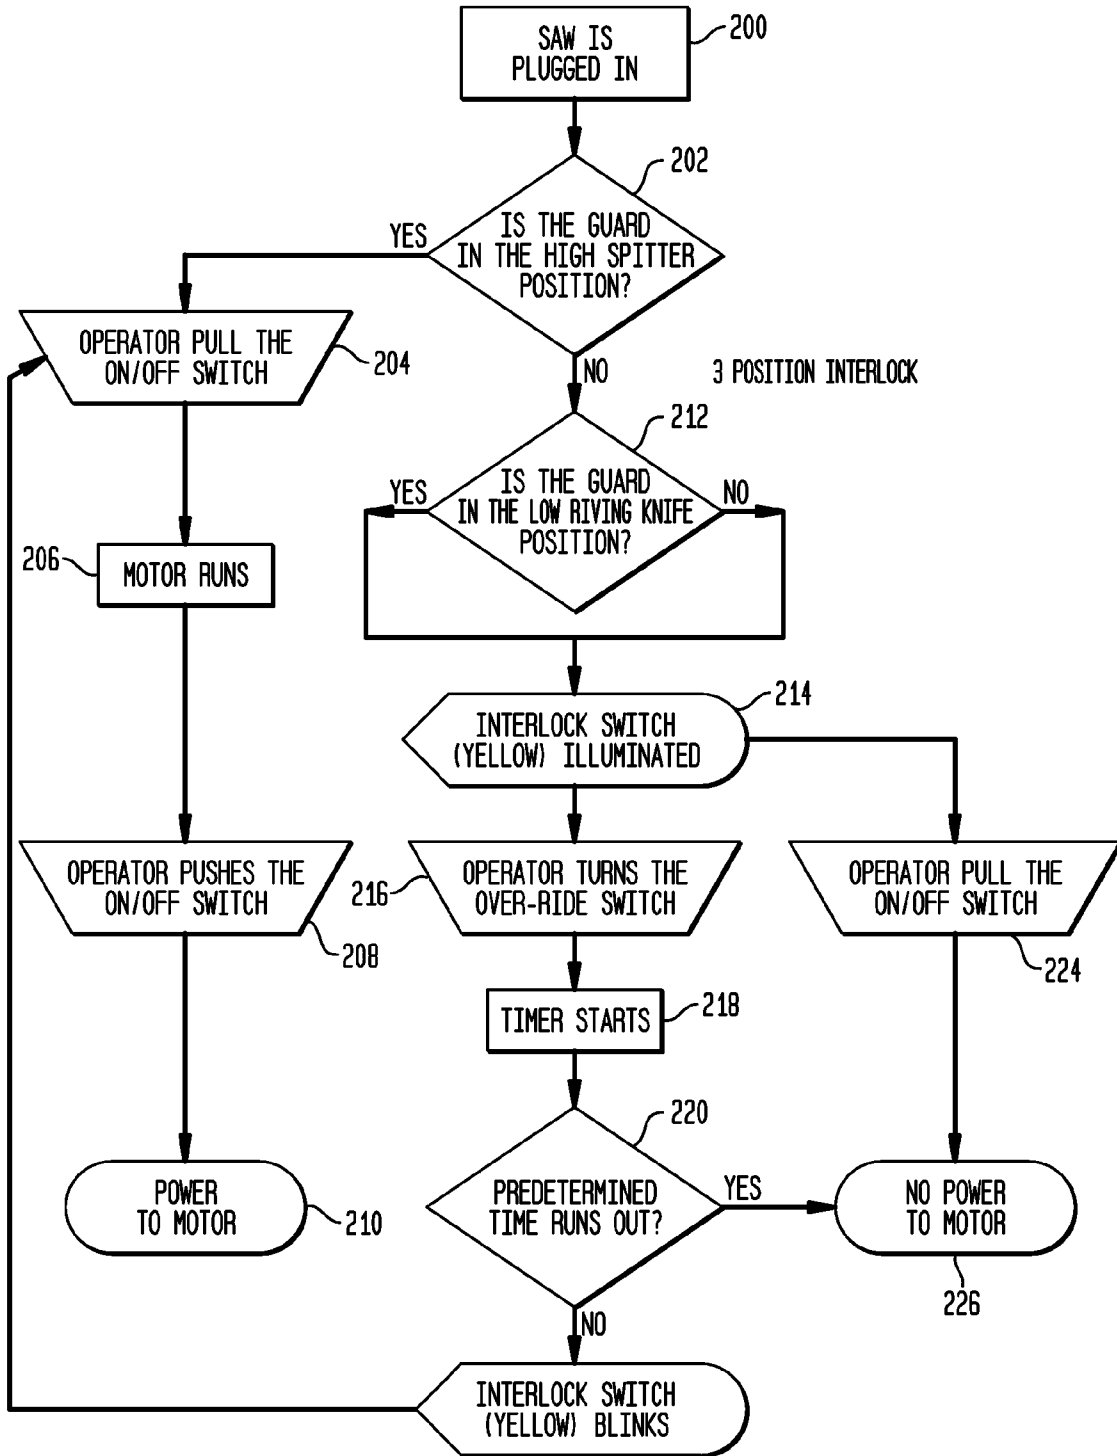 SAW IS
PLUGGED IN
200
202
IS THE GUARD
IN THE HIGH SPITTER
POSITION?
YES
NO
OPERATOR PULL THE
ON/OFF SWITCH
204
3 POSITION INTERLOCK
212
IS THE GUARD
IN THE LOW RIVING KNIFE
POSITION?
YES
NO
206
MOTOR RUNS
214
INTERLOCK SWITCH
(YELLOW) ILLUMINATED
OPERATOR PUSHES THE
ON/OFF SWITCH
208
216
OPERATOR TURNS THE
OVER-RIDE SWITCH
OPERATOR PULL THE
ON/OFF SWITCH
224
TIMER STARTS
218
220
PREDETERMINED
TIME RUNS OUT?
YES
NO
POWER
TO MOTOR
210
NO POWER
TO MOTOR
226
INTERLOCK SWITCH
(YELLOW) BLINKS